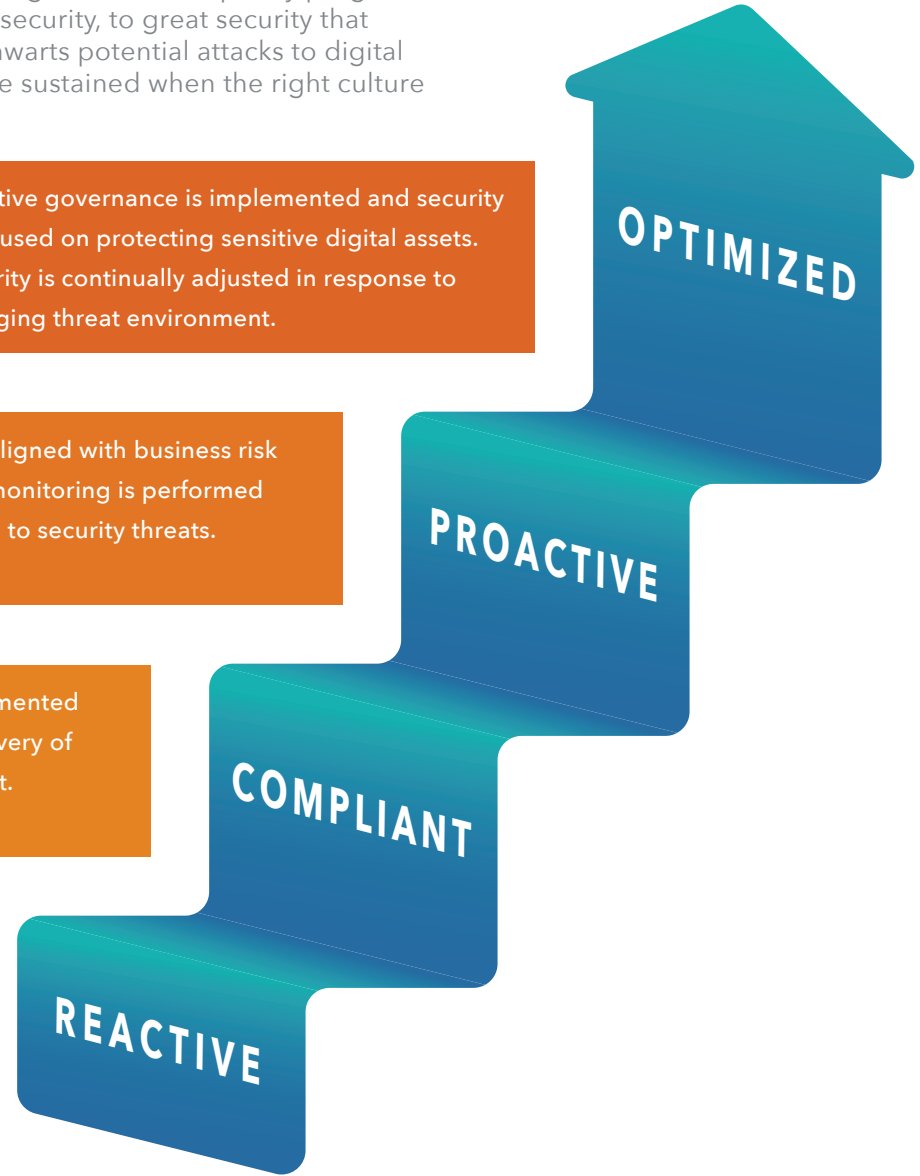 security, to great security that
warts potential attacks to digital
e sustained when the right culture
tive governance is implemented and security
used on protecting sensitive digital assets.
rity is continually adjusted in response to
ging threat environment.
OPTIMIZED
ligned with business risk
onitoring is performed
to security threats.
PROACTIVE
mented
very of
t.
COMPLIANT
REACTIVE